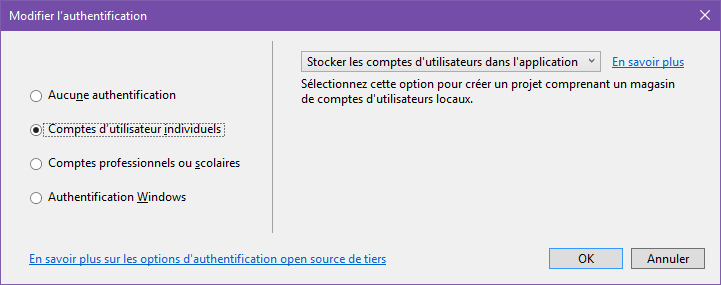 Modifier l'authentification
Aucune authentification
Comptes d'utilisateur individuels
Comptes professionnels ou scolaires
Authentification Windows
Stocker les comptes d'utilisateurs dans l'application
En savoir plus
Sélectionnez cette option pour créer un projet comprenant un magasin
de comptes d'utilisateurs locaux.
En savoir plus sur les options d'authentification open source de tiers
OK
Annuler